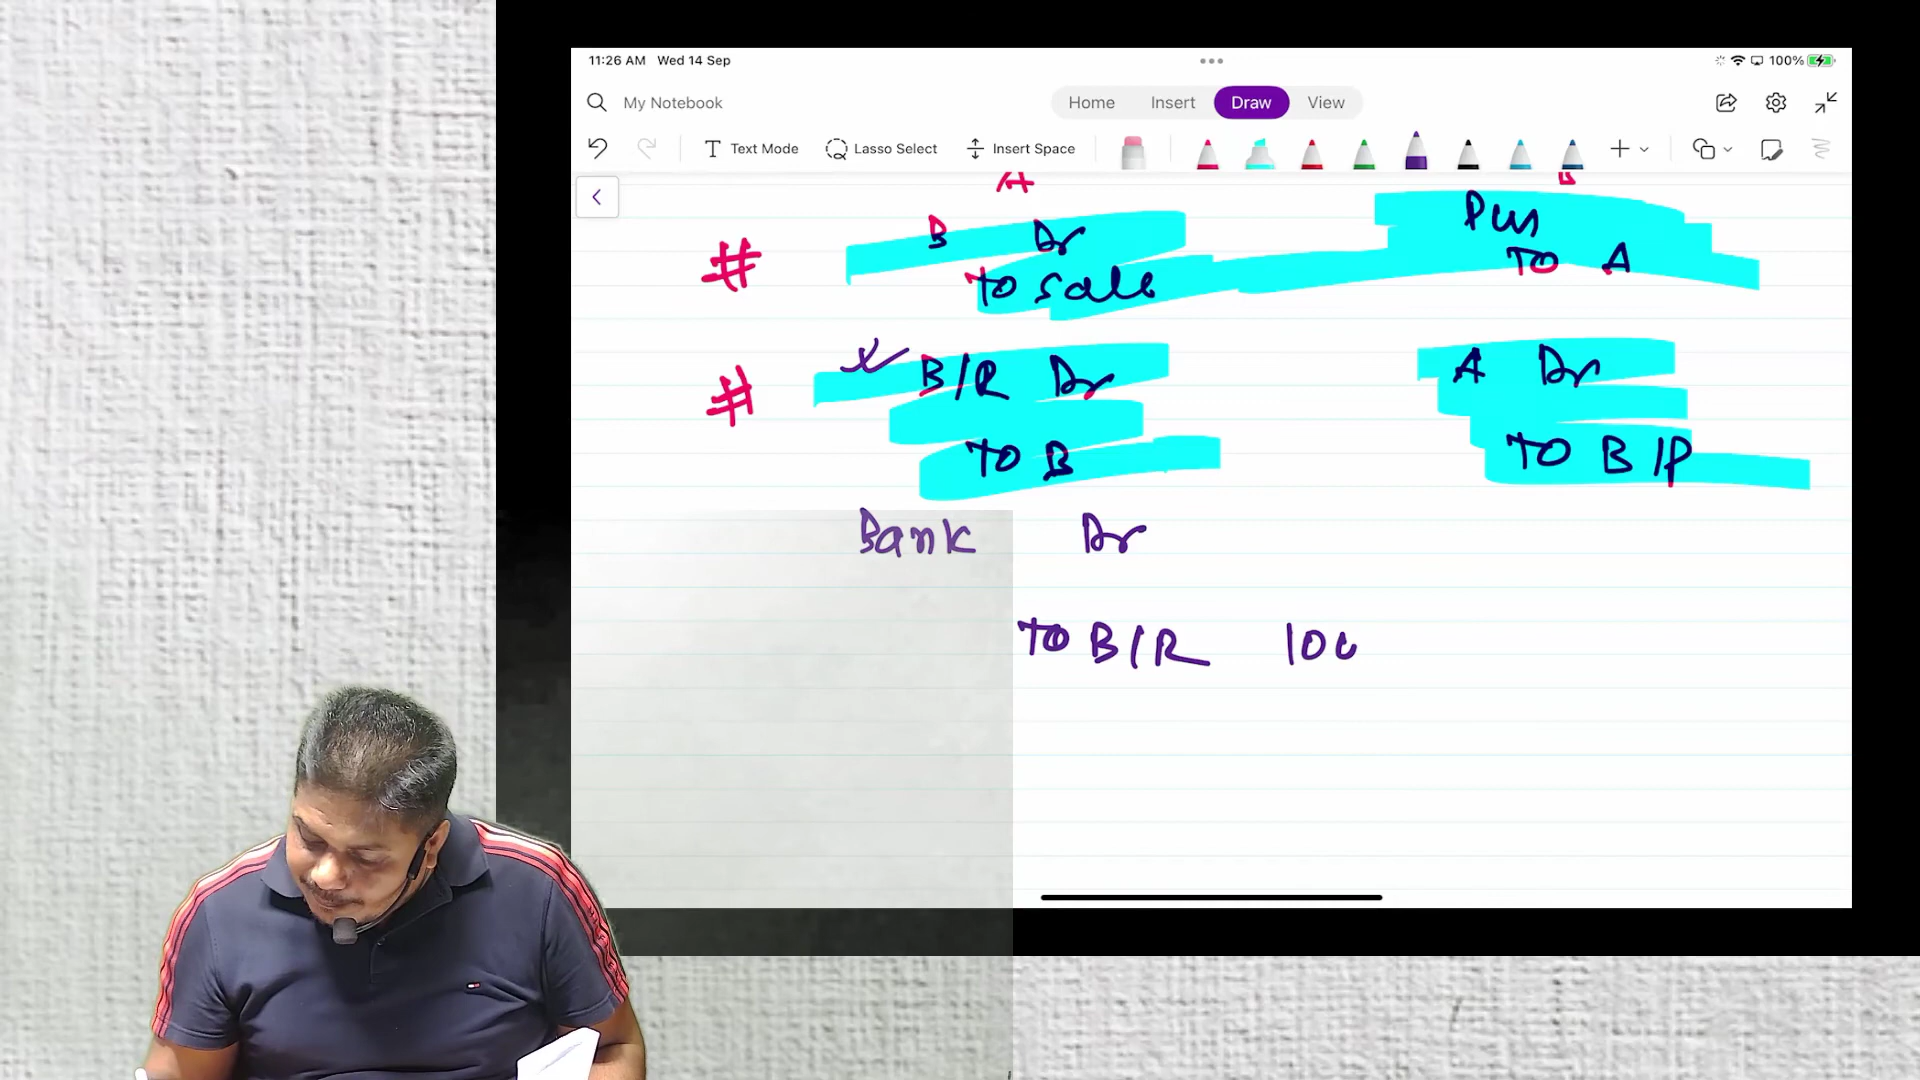 11:26 AM Wed 14 Sep
100%
My Notebook
Home Insert Draw View
Text Mode Lasso Select Insert Space
A
B Dr Pur
# To sale To A
B/R Dr A Dr
#
To B To B/P
Bank Dr
To B/R 100